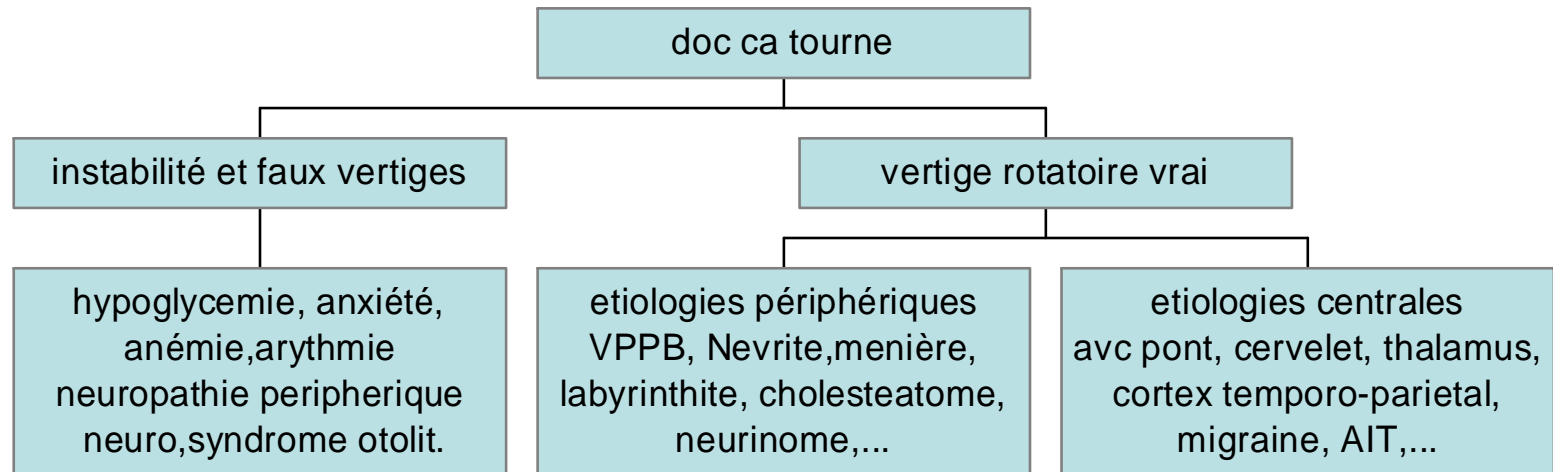 doc ca tourne
instabilité et faux vertiges
vertige rotatoire vrai
hypoglycemie, anxiété,
anémie,arythmie
neuropathie peripherique
neuro,syndrome otolit.
etiologies périphériques
VPPB, Nevrite,menière,
labyrinthite, cholesteatome,
neurinome,...
etiologies centrales
avc pont, cervelet, thalamus,
cortex temporo-parietal,
migraine, AIT,...